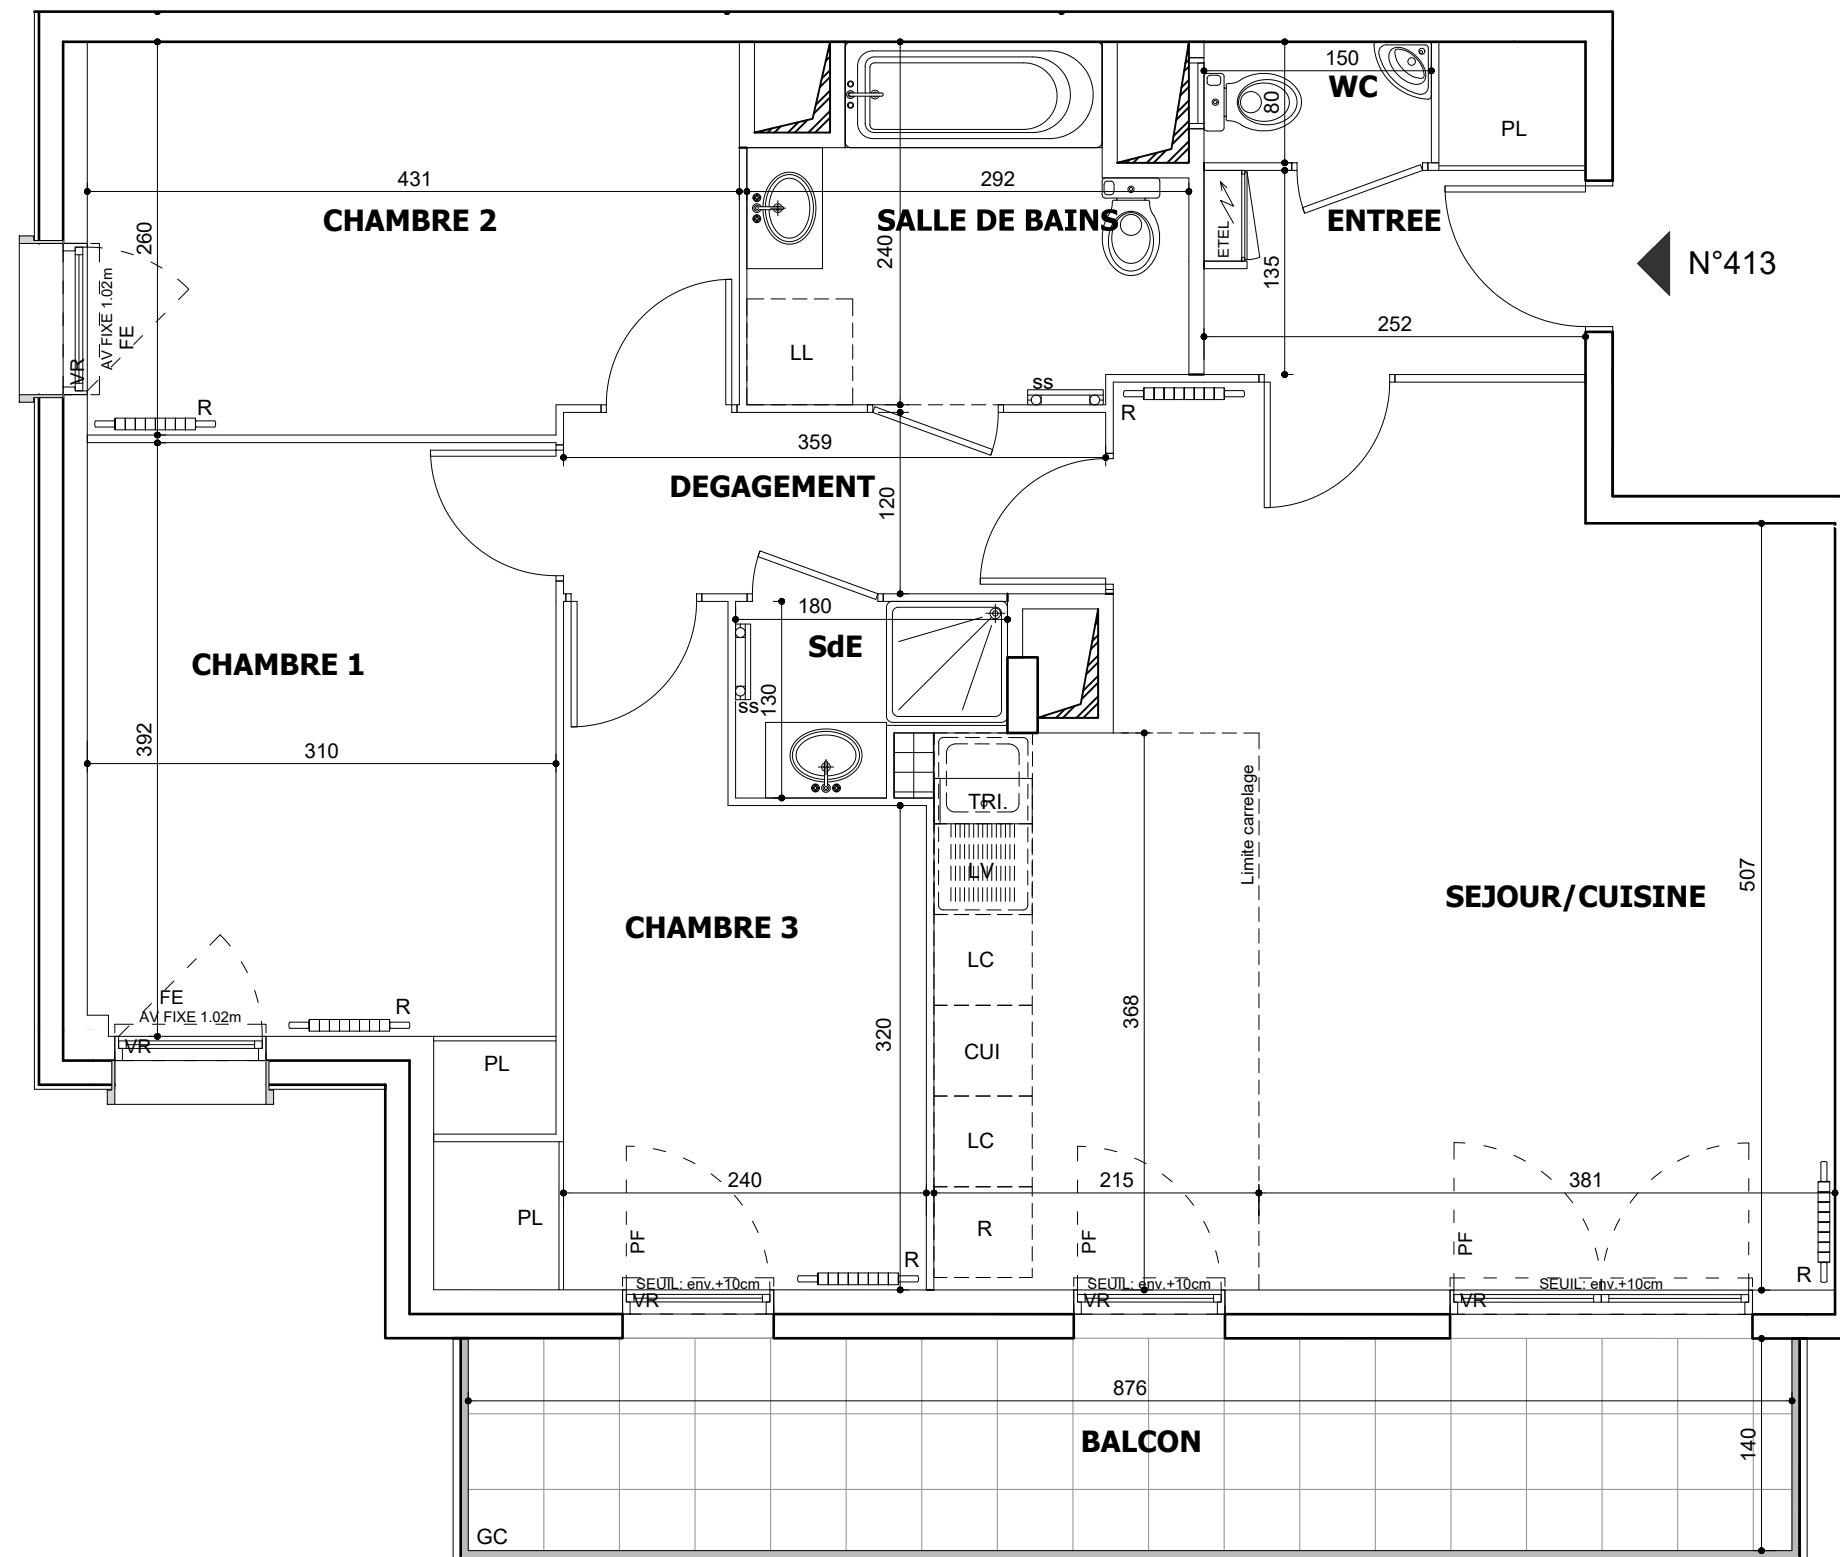 150
WC
80
PL
431
292
CHAMBRE 2
SALLE DE BAINS
ENTREE
260
240
ETEL
135
N°413
AV FIXE 1.02m
FE
VR
252
LL
SS
R
R
359
DEGAGEMENT
120
180
SdE
CHAMBRE 1
130
SS
392
310
TRI.
Limite carrelage
LV
507
SEJOUR/CUISINE
CHAMBRE 3
LC
FE
AV FIXE 1.02m
R
VR
368
320
CUI
PL
LC
240
215
381
PL
R
PF
PF
PF
R
R
SEUIL: env.+10cm
SEUIL: env.+10cm
SEUIL: env.+10cm
VR
VR
VR
876
BALCON
140
GC